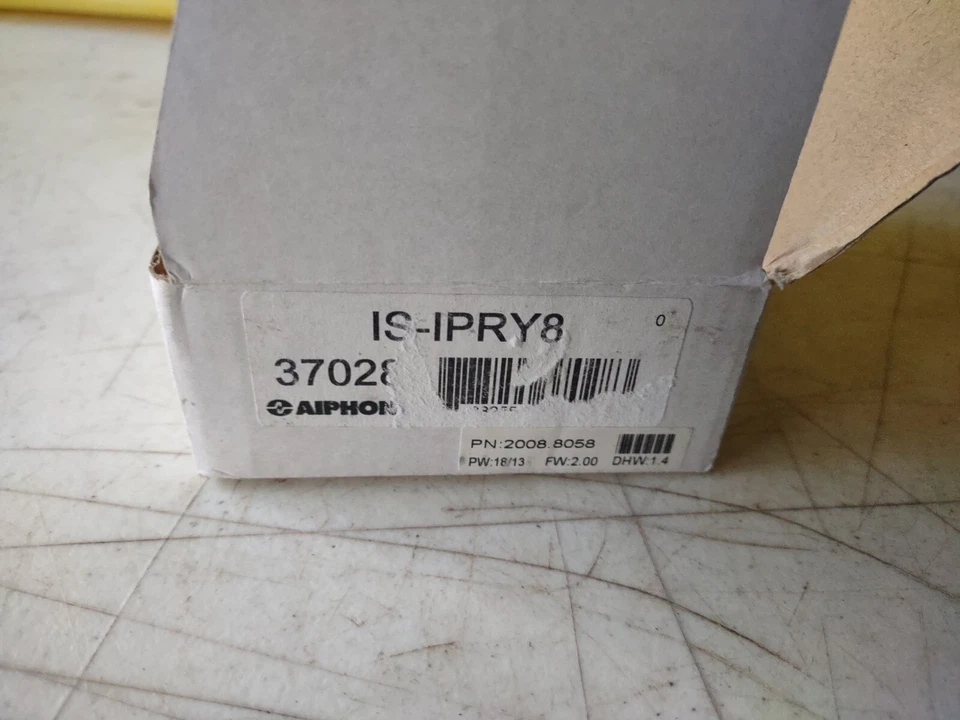 IS-IPRY8 0
37028
AIPHON
PN:2008.8058
PW:18/13 FW:2.00 DHW:1.4